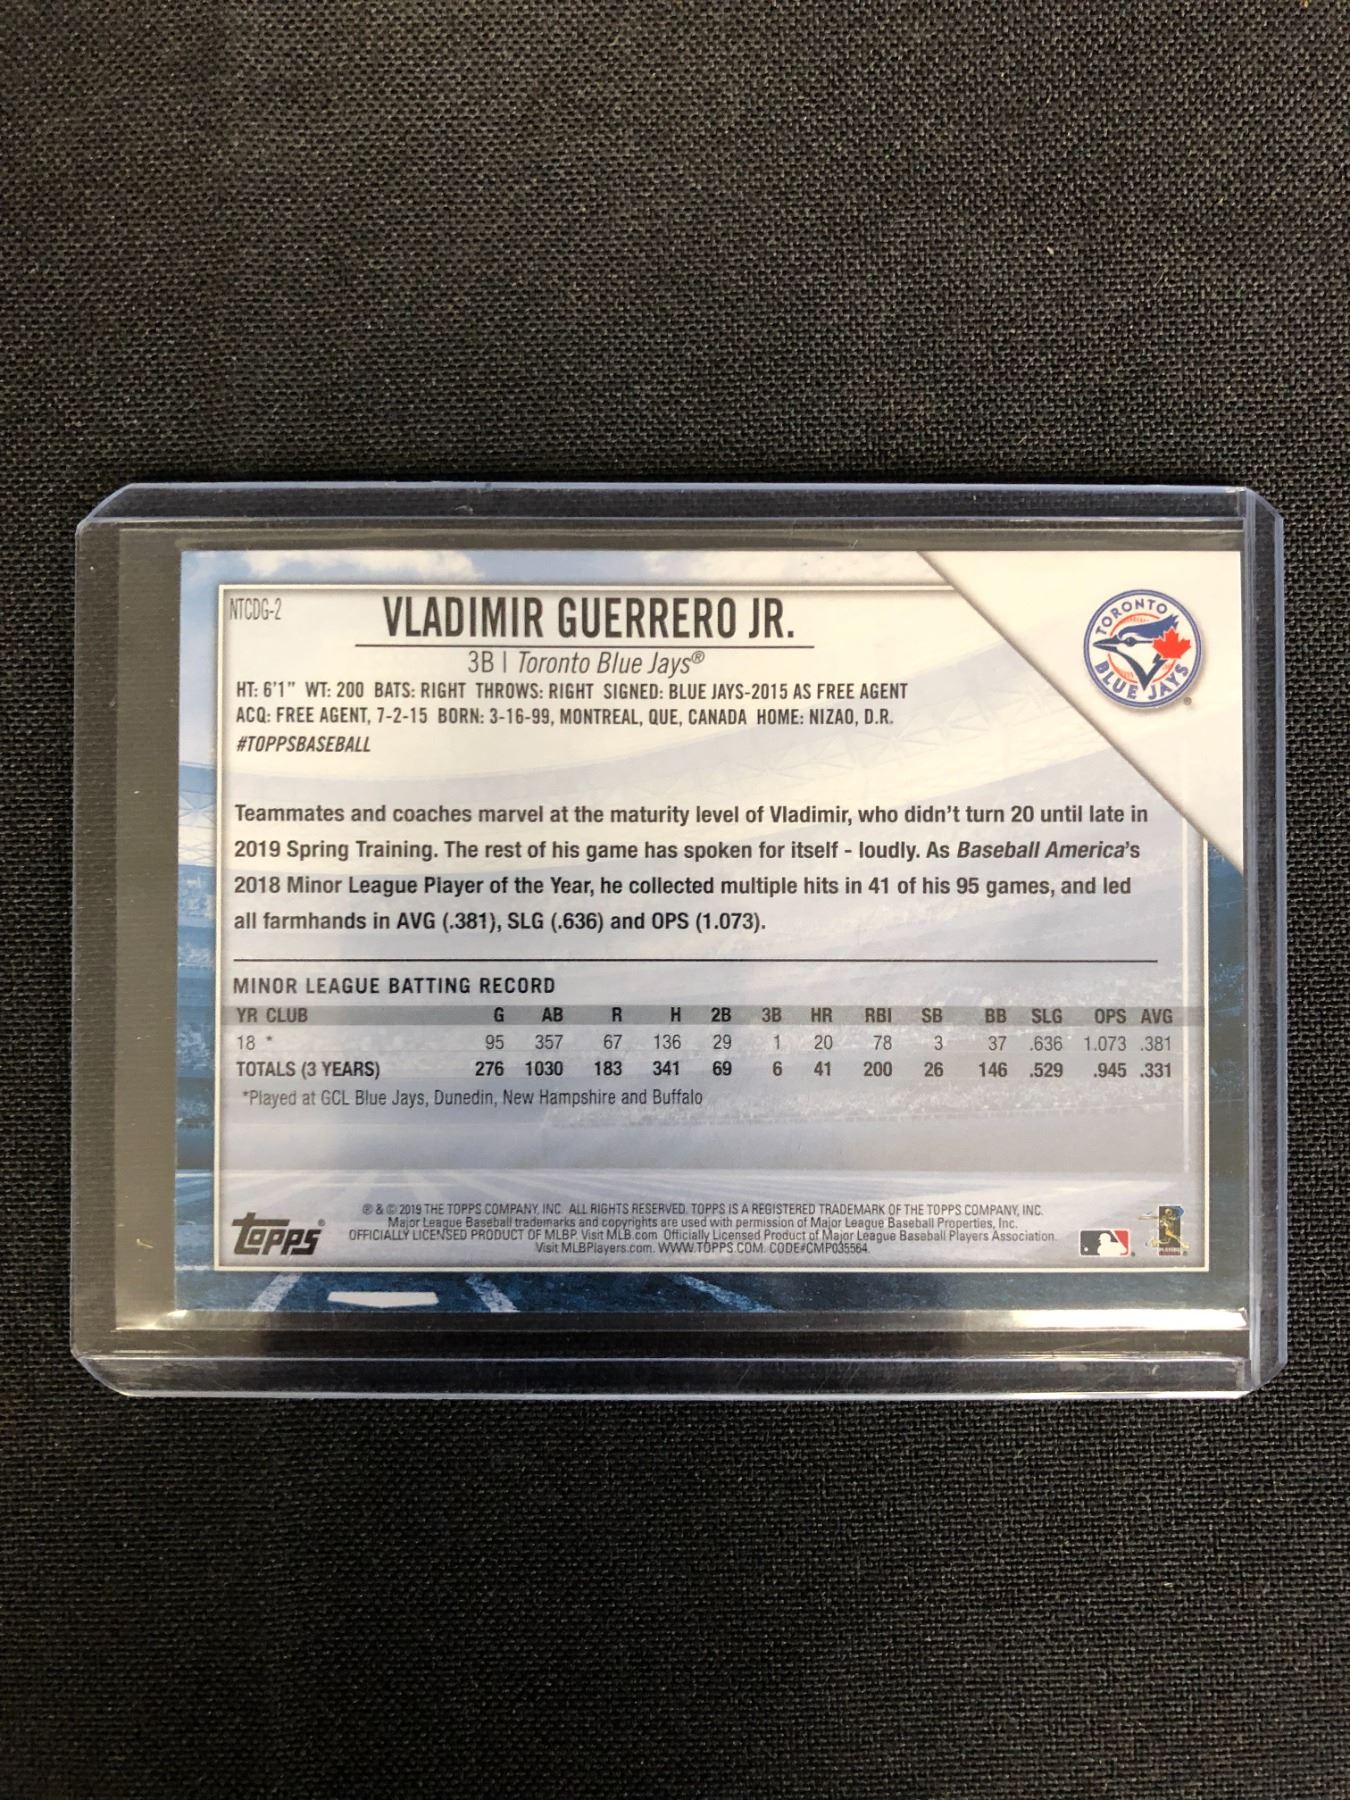 NTCDG-2
VLADIMIR GUERRERO JR.
3B | Toronto Blue Jays®
TORONTO
BLUE JAYS
®
HT: 6'1" WT: 200 BATS: RIGHT THROWS: RIGHT SIGNED: BLUE JAYS-2015 AS FREE AGENT
ACQ: FREE AGENT, 7-2-15 BORN: 3-16-99, MONTREAL, QUE, CANADA HOME: NIZAO, D.R.
#TOPPSBASEBALL
Teammates and coaches marvel at the maturity level of Vladimir, who didn't turn 20 until late in
2019 Spring Training. The rest of his game has spoken for itself - loudly. As Baseball America's
2018 Minor League Player of the Year, he collected multiple hits in 41 of his 95 games, and led
all farmhands in AVG (.381), SLG (.636) and OPS (1.073).
MINOR LEAGUE BATTING RECORD
YR CLUB G AB R H 2B 3B HR RBI SB BB SLG OPS AVG
18 * 95 357 67 136 29 1 20 78 3 37 .636 1.073 .381
TOTALS (3 YEARS) 276 1030 183 341 69 6 41 200 26 146 .529 .945 .331
*Played at GCL Blue Jays, Dunedin, New Hampshire and Buffalo
topps®
® & © 2019 THE TOPPS COMPANY, INC. ALL RIGHTS RESERVED. TOPPS IS A REGISTERED TRADEMARK OF THE TOPPS COMPANY, INC.
Major League Baseball trademarks and copyrights are used with permission of Major League Baseball Properties, Inc.
OFFICIALLY LICENSED PRODUCT OF MLBP. Visit MLB.com Officially Licensed Product of Major League Baseball Players Association.
Visit MLBPlayers.com. WWW.TOPPS.COM. CODE#CMP035564.